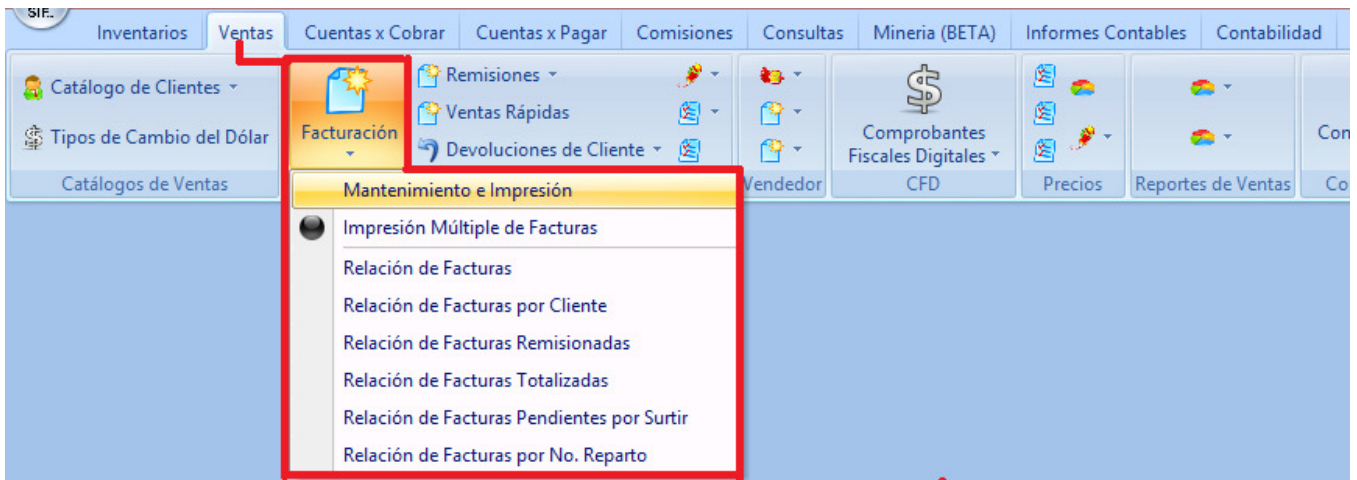 SIF..
Inventarios Ventas Cuentas x Cobrar Cuentas x Pagar Comisiones Consultas Mineria (BETA) Informes Contables Contabilidad
Catálogo de Clientes
Tipos de Cambio del Dólar
Catálogos de Ventas
Facturación
Remisiones
Ventas Rápidas
Devoluciones de Cliente
Vendedor
Comprobantes
Fiscales Digitales
CFD
Precios
Reportes de Ventas
Mantenimiento e Impresión
Impresión Múltiple de Facturas
Relación de Facturas
Relación de Facturas por Cliente
Relación de Facturas Remisionadas
Relación de Facturas Totalizadas
Relación de Facturas Pendientes por Surtir
Relación de Facturas por No. Reparto